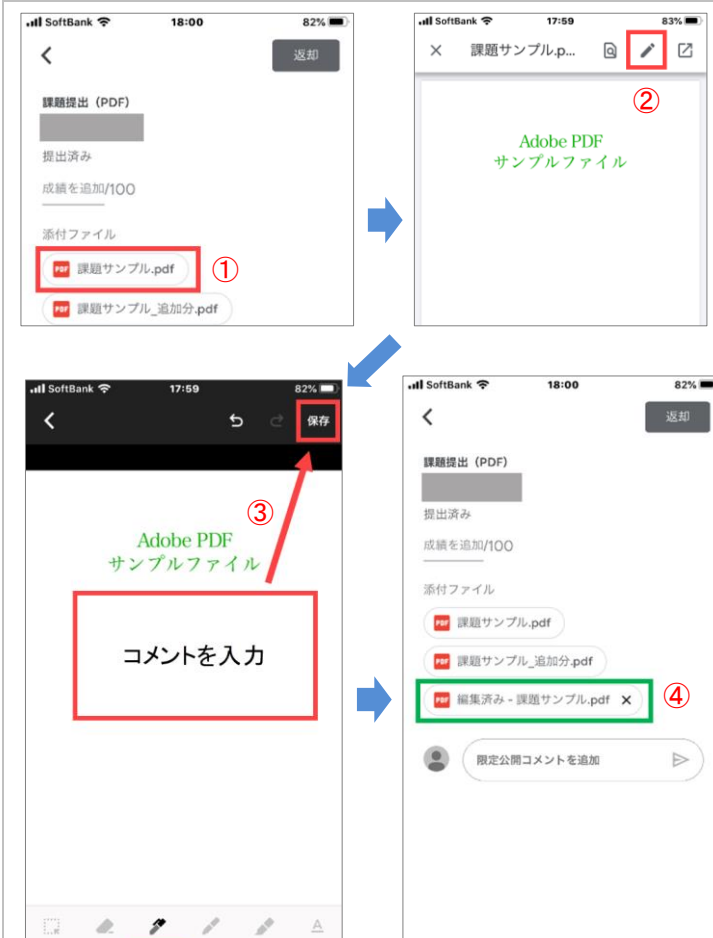 SoftBank 18:00 82%
返却
課題提出（PDF）
提出済み
成績を追加/100
添付ファイル
PDF 課題サンプル.pdf ①
PDF 課題サンプル_追加分.pdf
SoftBank 17:59 83%
× 課題サンプル.p...
②
Adobe PDF
サンプルファイル
SoftBank 17:59 82%
保存
③
Adobe PDF
サンプルファイル
コメントを入力
A
SoftBank 18:00 82%
返却
課題提出（PDF）
提出済み
成績を追加/100
添付ファイル
PDF 課題サンプル.pdf
PDF 課題サンプル_追加分.pdf
PDF 編集済み - 課題サンプル.pdf × ④
限定公開コメントを追加